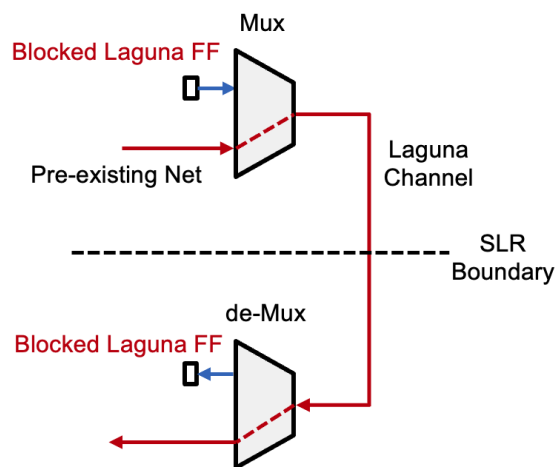 Mux
Blocked Laguna FF
Pre-existing Net
Laguna
Channel
SLR
Boundary
de-Mux
Blocked Laguna FF